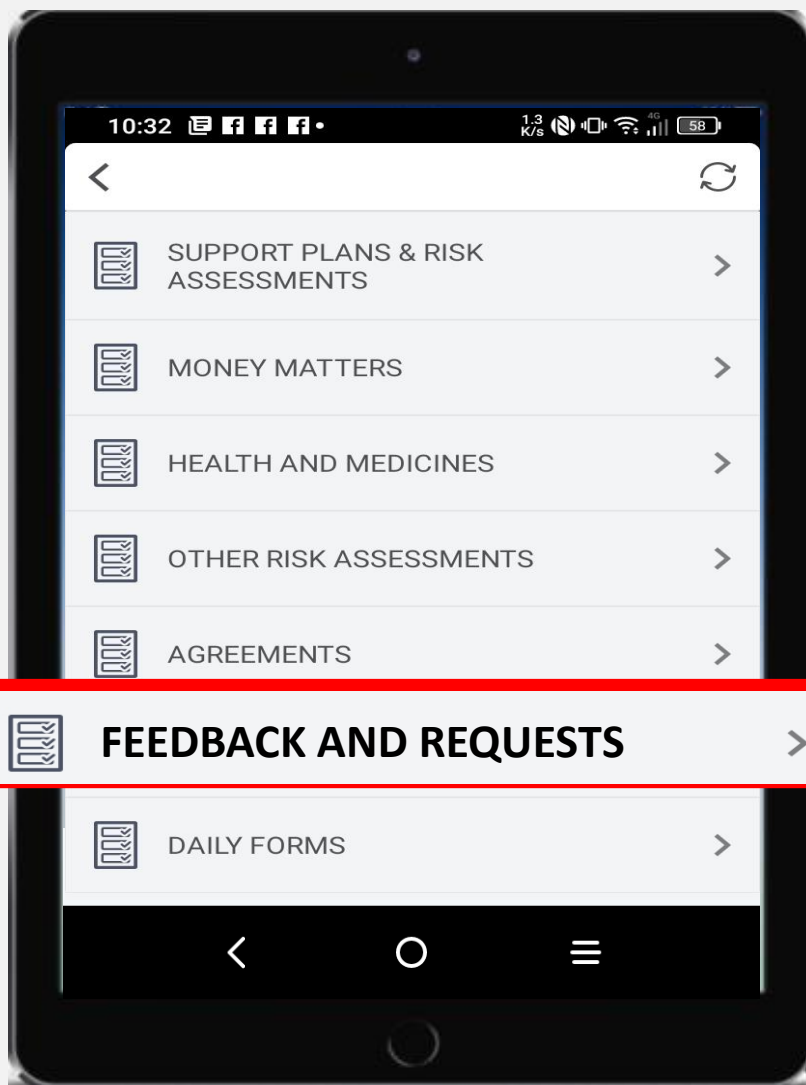 10:32
1.3
K/s
4G
58
SUPPORT PLANS & RISK
ASSESSMENTS
MONEY MATTERS
HEALTH AND MEDICINES
OTHER RISK ASSESSMENTS
AGREEMENTS
FEEDBACK AND REQUESTS
DAILY FORMS